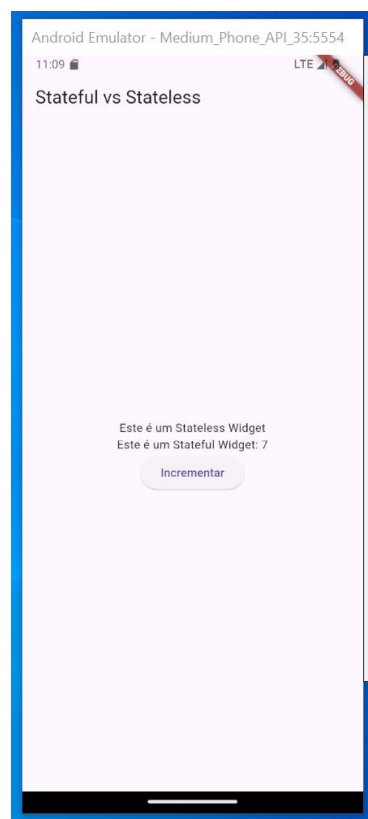 Android Emulator - Medium_Phone_API_35:5554
11:09 LTE
DEBUG
Stateful vs Stateless
Este é um Stateless Widget
Este é um Stateful Widget: 7
Incrementar